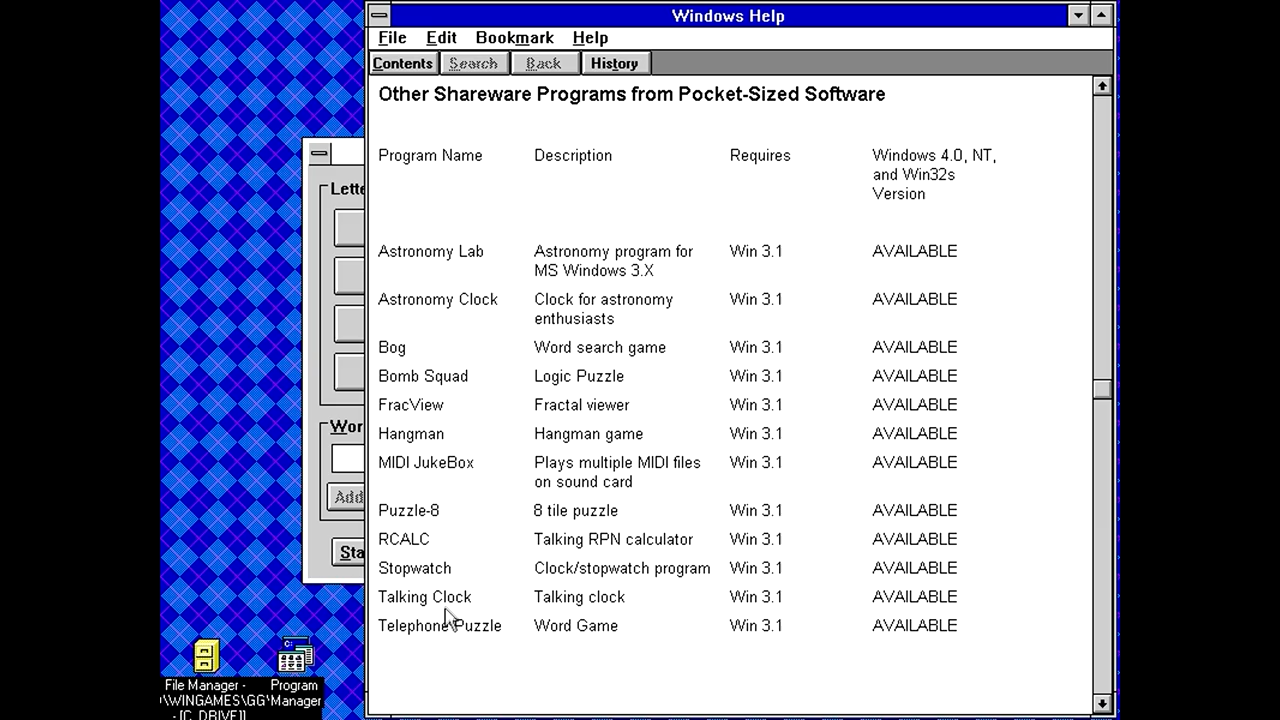 Windows Help
File Edit Bookmark Help
Contents Search Back History
Other Shareware Programs from Pocket-Sized Software
Program Name Description Requires Windows 4.0, NT,
and Win32s
Version
Astronomy Lab Astronomy program for Win 3.1 AVAILABLE
MS Windows 3.X
Astronomy Clock Clock for astronomy Win 3.1 AVAILABLE
enthusiasts
Bog Word search game Win 3.1 AVAILABLE
Bomb Squad Logic Puzzle Win 3.1 AVAILABLE
FracView Fractal viewer Win 3.1 AVAILABLE
Hangman Hangman game Win 3.1 AVAILABLE
MIDI JukeBox Plays multiple MIDI files Win 3.1 AVAILABLE
on sound card
Puzzle-8 8 tile puzzle Win 3.1 AVAILABLE
RCALC Talking RPN calculator Win 3.1 AVAILABLE
Stopwatch Clock/stopwatch program Win 3.1 AVAILABLE
Talking Clock Talking clock Win 3.1 AVAILABLE
Telephone Puzzle Word Game Win 3.1 AVAILABLE
Lette
Wor
Add
Sta
File Manager -
\WINGAMES\GG\
- [C_DRIVE]]
Program
Manager